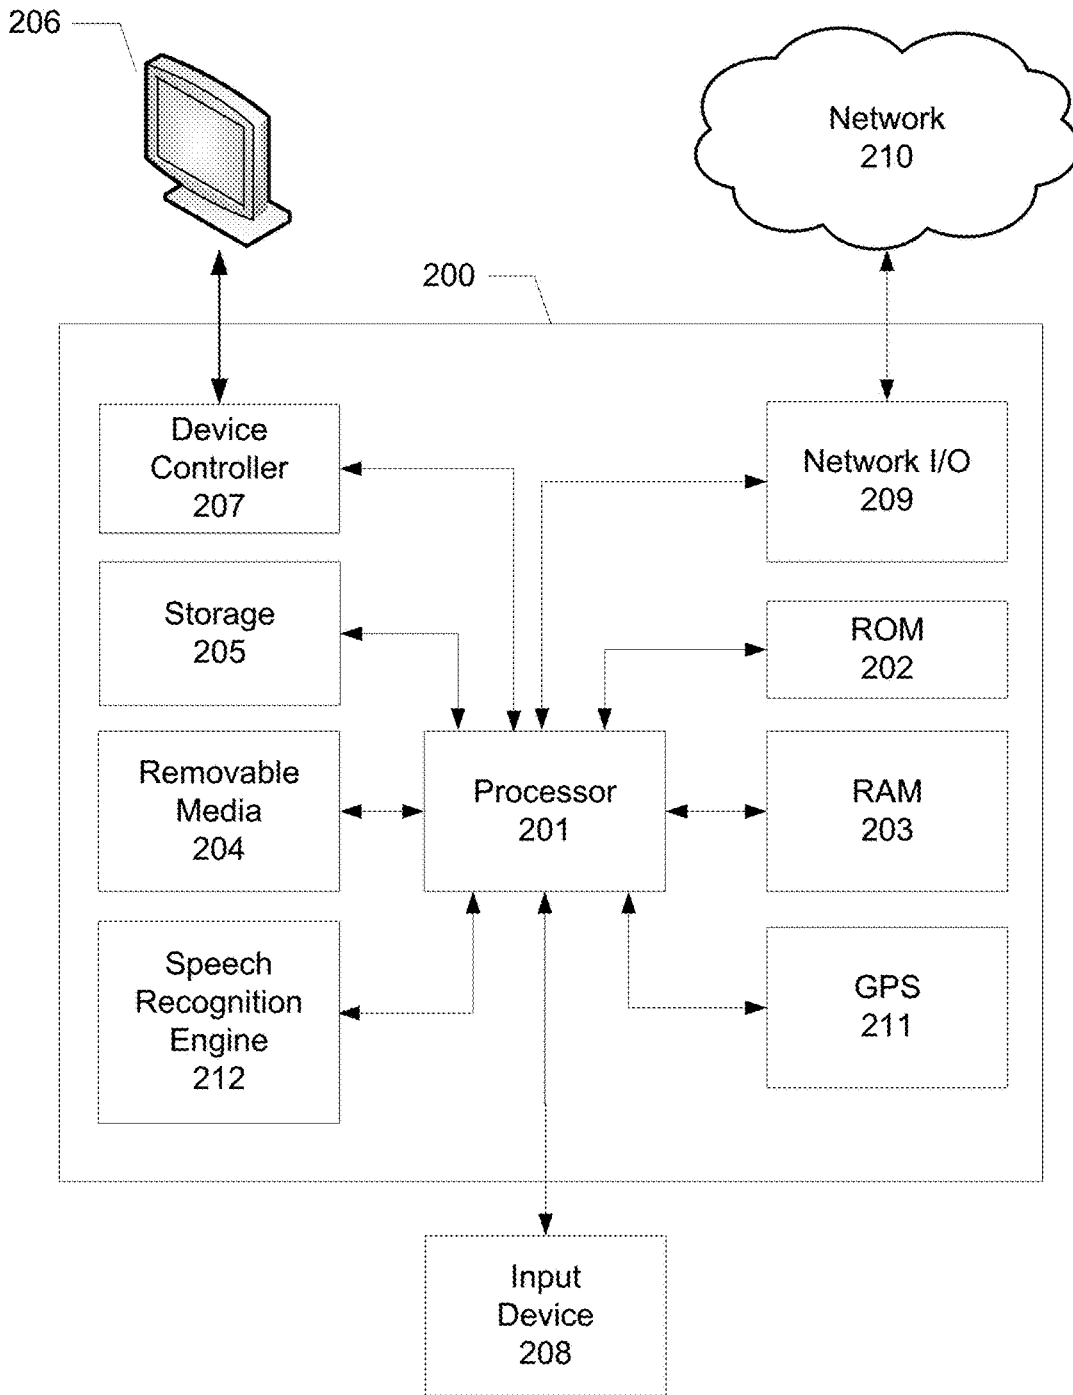 206
Network
210
200
Device
Controller
207
Network I/O
209
Storage
205
ROM
202
Removable
Media
204
Processor
201
RAM
203
Speech
Recognition
Engine
212
GPS
211
Input
Device
208